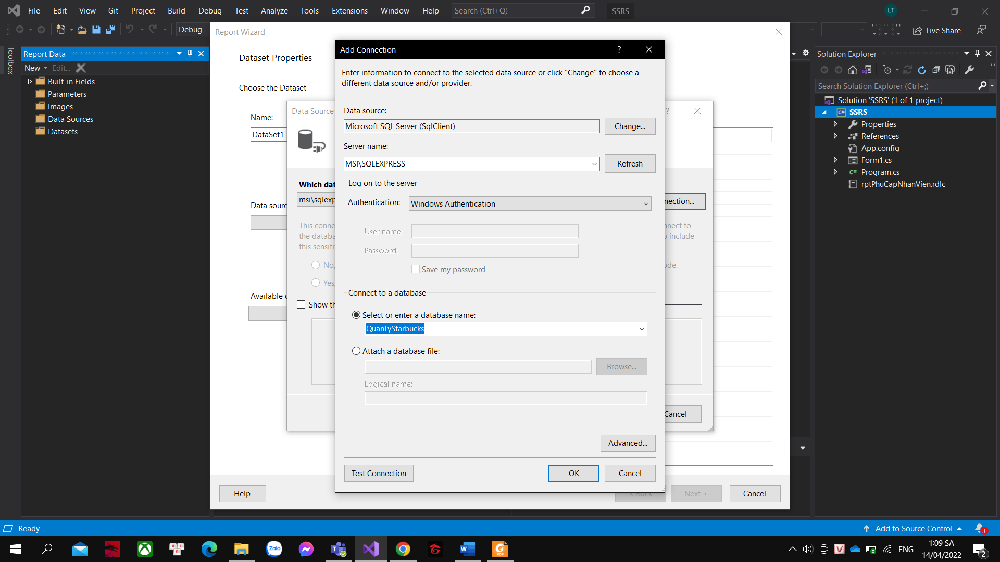 File Edit View Git Project Build Debug Test Analyze Tools Extensions Window Help Search (Ctrl+Q) SSRS LT
Debug
Live Share
Toolbox
Report Data
New Edit...
Built-in Fields
Parameters
Images
Data Sources
Datasets
Report Wizard
Dataset Properties
Choose the Dataset
Name:
DataSet1
Data sourc
Available
Help
< Back
Next >
Cancel
Data Source
?
Which dat
msi\sqlexp
nection...
This conne
nnect to
the databa
include
this sensiti
No,
ode.
Yes
Show th
Cancel
Add Connection
?
Enter information to connect to the selected data source or click "Change" to choose a
different data source and/or provider.
Data source:
Microsoft SQL Server (SqlClient)
Change...
Server name:
MSI\SQLEXPRESS
Refresh
Log on to the server
Authentication:
Windows Authentication
User name:
Password:
Save my password
Connect to a database
Select or enter a database name:
QuanLyStarbucks
Attach a database file:
Browse...
Logical name:
Advanced...
Test Connection
OK
Cancel
Solution Explorer
Search Solution Explorer (Ctrl+;)
Solution 'SSRS' (1 of 1 project)
C# SSRS
Properties
References
App.config
Form1.cs
C# Program.cs
rptPhuCapNhanVien.rdlc
Ready
Add to Source Control
3
Zalo
PDF
ENG
1:09 SA
14/04/2022
2